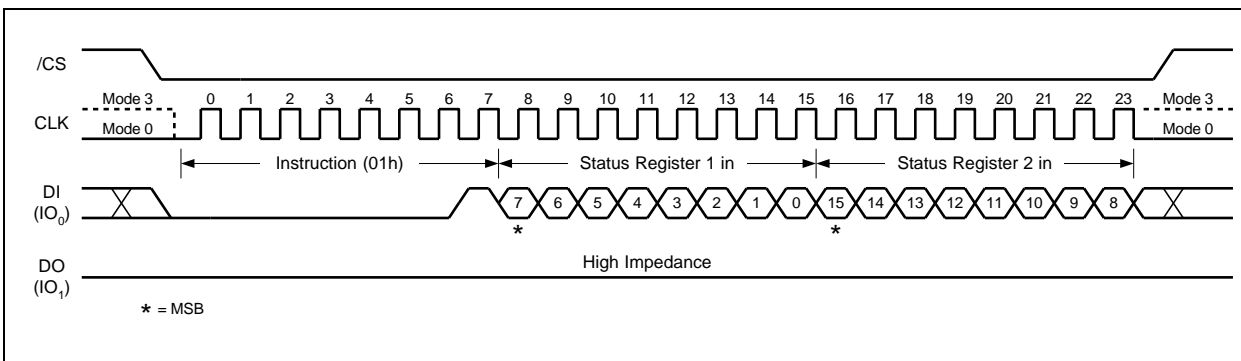 /CS
Mode 3 0 1 2 3 4 5 6 7 8 9 10 11 12 13 14 15 16 17 18 19 20 21 22 23 Mode 3
CLK
Mode 0 Mode 0
Instruction (01h) Status Register 1 in Status Register 2 in
DI
(IO0) 7 6 5 4 3 2 1 0 15 14 13 12 11 10 9 8
* *
High Impedance
DO
(IO1)
* = MSB